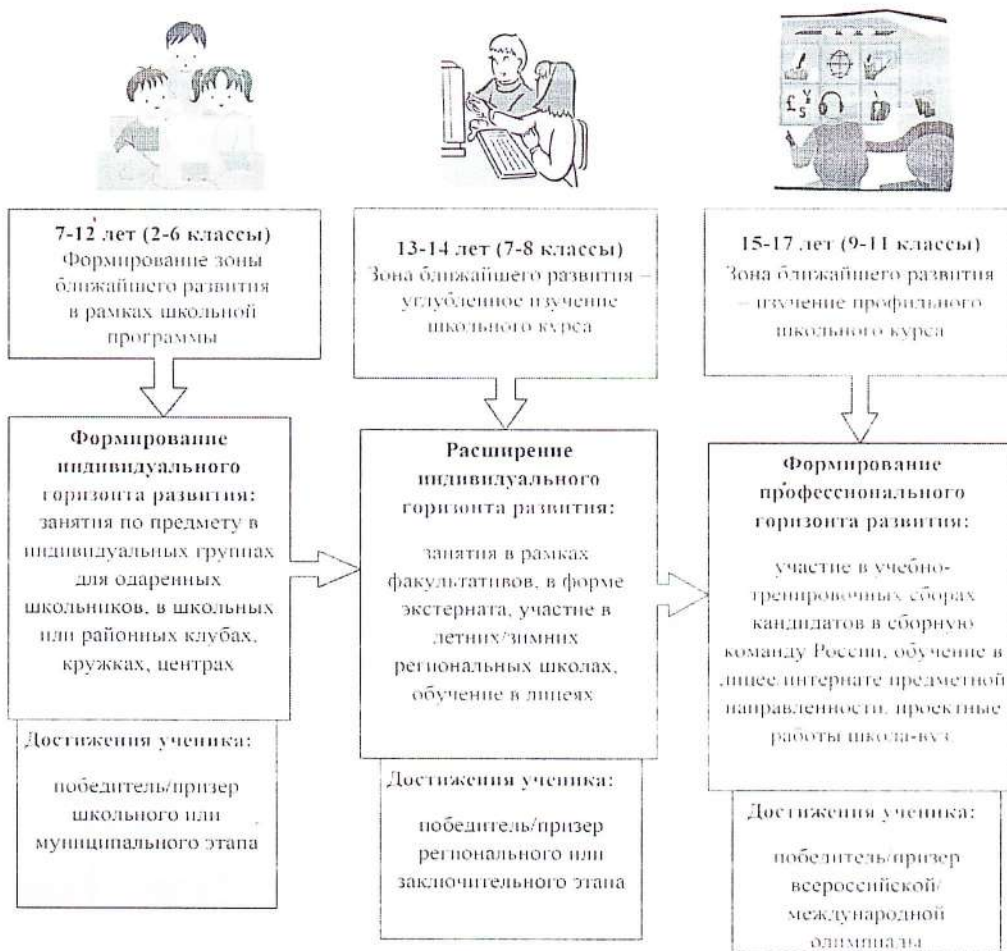 7-12 лет (2-6 классы)
Формирование зоны
ближайшего развития
в рамках школьной
программы
13-14 лет (7-8 классы)
Зона ближайшего развития –
углубленное изучение
школьного курса
15-17 лет (9-11 классы)
Зона ближайшего развития
– изучение профильного
школьного курса
Формирование
индивидуального
горизонта развития:
занятия по предмету в
индивидуальных группах
для одаренных
школьников, в школьных
или районных клубах,
кружках, центрах
Расширение
индивидуального
горизонта развития:
занятия в рамках
факультативов, в форме
экстерната, участие в
летних/зимних
региональных школах,
обучение в лицеях
Формирование
профессионального
горизонта развития:
участие в учебно-
тренировочных сборах
кандидатов в сборную
команду России, обучение в
лицее/интернате предметной
направленности, проектные
работы школа-вуз
Достижения ученика:
победитель/призер
школьного или
муниципального этапа
Достижения ученика:
победитель/призер
регионального или
заключительного этапа
Достижения ученика:
победитель/призер
всероссийской/
международной
олимпиады